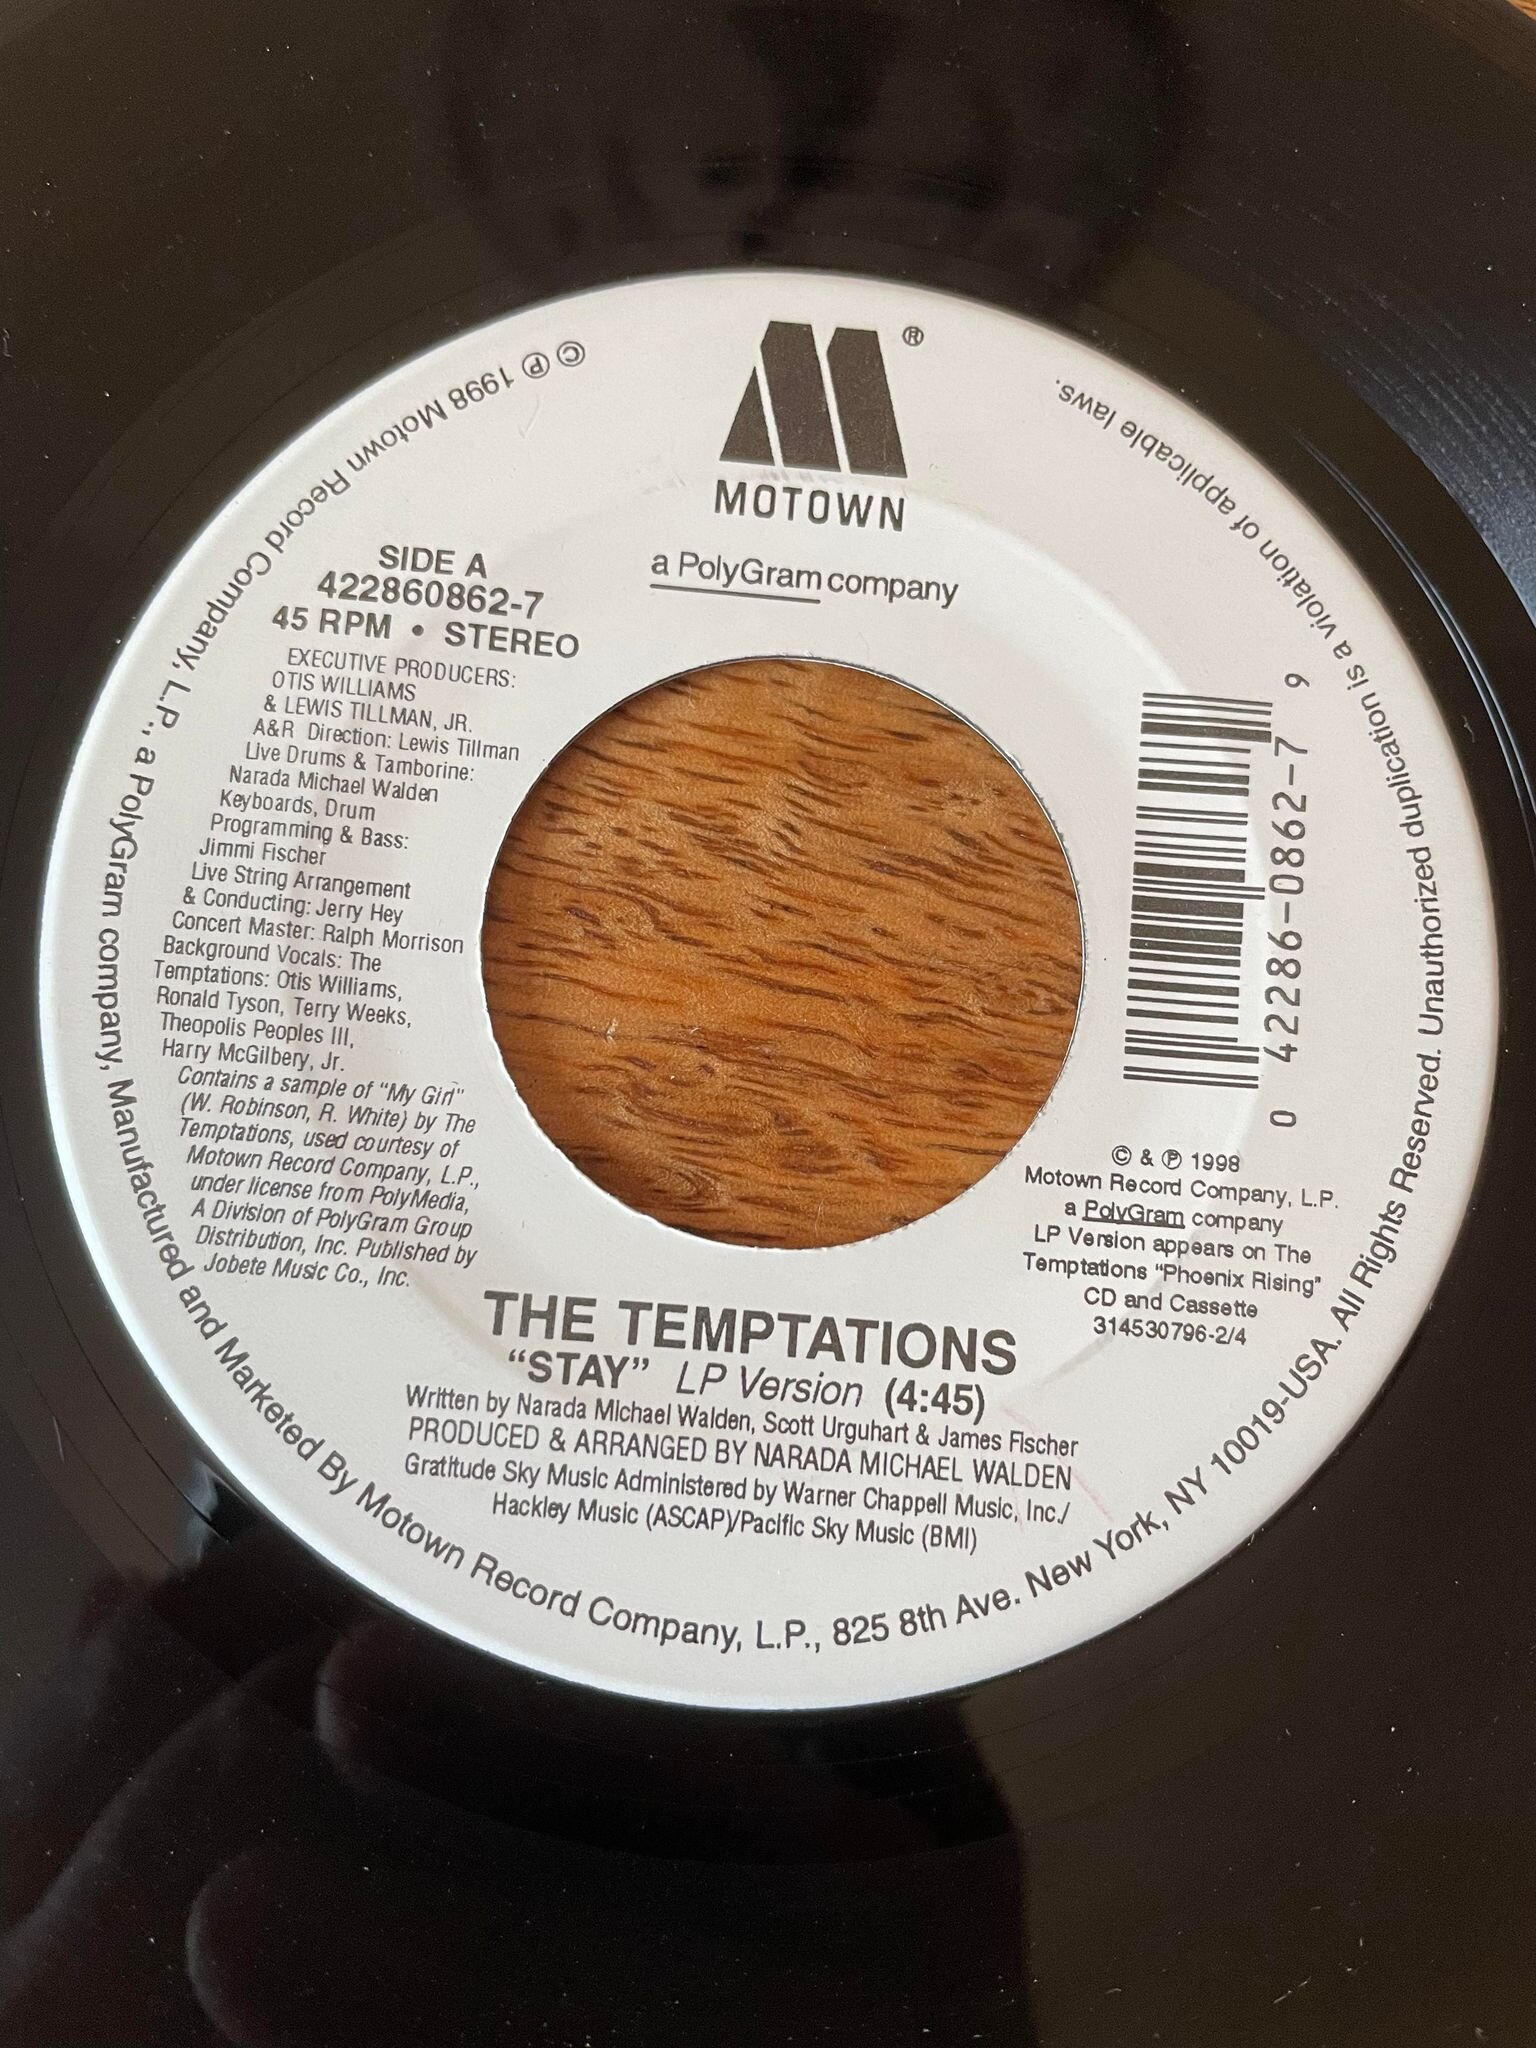 ®
MOTOWN
a PolyGram company
SIDE A
422860862-7
45 RPM • STEREO
EXECUTIVE PRODUCERS:
OTIS WILLIAMS
& LEWIS TILLMAN, JR.
A&R Direction: Lewis Tillman
Live Drums & Tamborine:
Narada Michael Walden
Keyboards, Drum
Programming & Bass:
Jimmi Fischer
Live String Arrangement
& Conducting: Jerry Hey
Concert Master: Ralph Morrison
Background Vocals: The
Temptations: Otis Williams,
Ronald Tyson, Terry Weeks,
Theopolis Peoples III,
Harry McGilbery, Jr.
Contains a sample of "My Girl"
(W. Robinson, R. White) by The
Temptations, used courtesy of
Motown Record Company, L.P.,
under license from PolyMedia,
A Division of PolyGram Group
Distribution, Inc. Published by
Jobete Music Co., Inc.
0 42286-0862-7 9
© & ℗ 1998
Motown Record Company, L.P.
a PolyGram company
LP Version appears on The
Temptations "Phoenix Rising"
CD and Cassette
314530796-2/4
THE TEMPTATIONS
"STAY" LP Version (4:45)
Written by Narada Michael Walden, Scott Urguhart & James Fischer
PRODUCED & ARRANGED BY NARADA MICHAEL WALDEN
Gratitude Sky Music Administered by Warner Chappell Music, Inc./
Hackley Music (ASCAP)/Pacific Sky Music (BMI)
© ℗ 1998 Motown Record Company, L.P., a PolyGram company, Manufactured and Marketed By Motown Record Company, L.P., 825 8th Ave. New York, NY 10019-USA. All Rights Reserved. Unauthorized duplication is a violation of applicable laws.